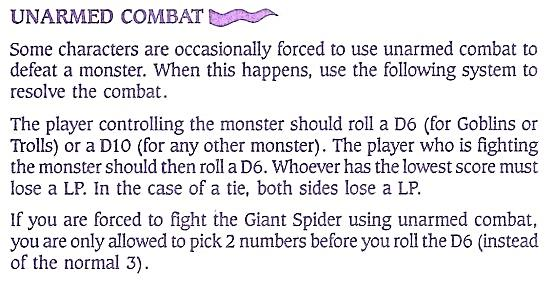 UNARMED COMBAT
Some characters are occasionally forced to use unarmed combat to
defeat a monster. When this happens, use the following system to
resolve the combat.
The player controlling the monster should roll a D6 (for Goblins or
Trolls) or a D10 (for any other monster). The player who is fighting
the monster should then roll a D6. Whoever has the lowest score must
lose a LP. In the case of a tie, both sides lose a LP.
If you are forced to fight the Giant Spider using unarmed combat,
you are only allowed to pick 2 numbers before you roll the D6 (instead
of the normal 3).